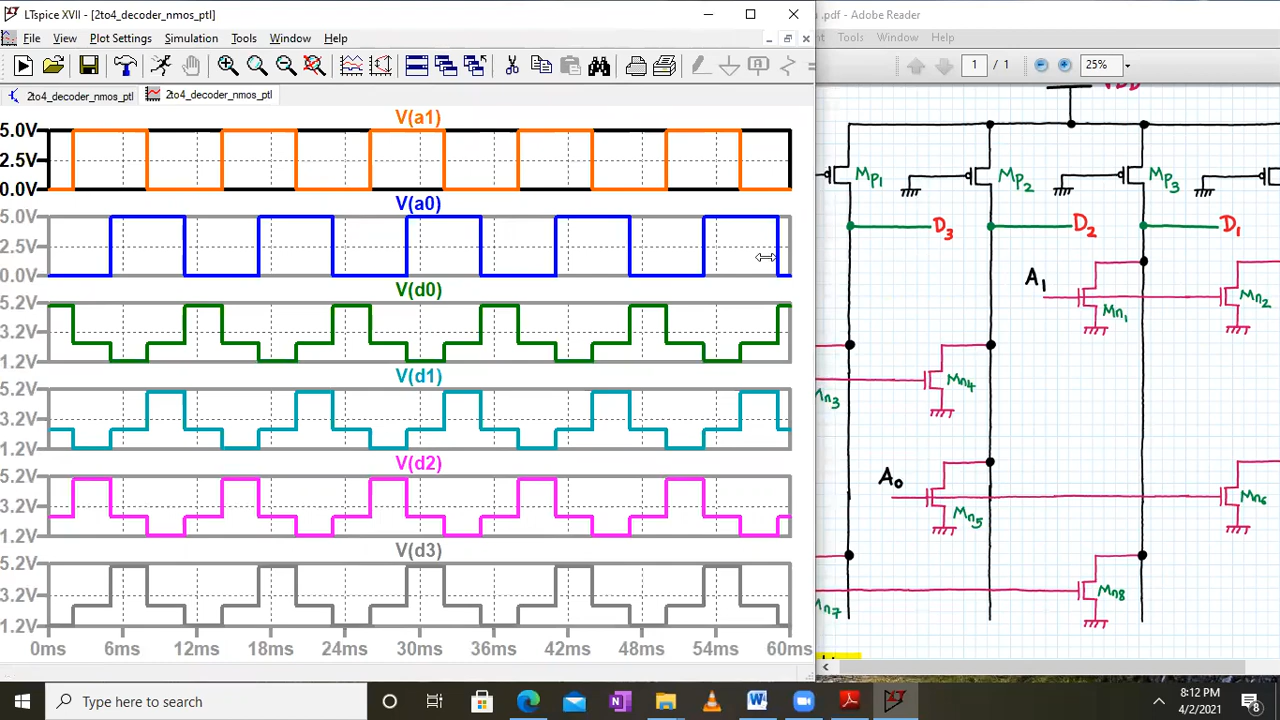 LTspice XVII - [2to4_decoder_nmos_ptl]
.pdf - Adobe Reader
File View Plot Settings Simulation Tools Window Help
Tools Window Help
1 / 1 25%
2to4_decoder_nmos_ptl 2to4_decoder_nmos_ptl
V(a1)
5.0V
2.5V
0.0V
V(a0)
5.0V
2.5V
0.0V
V(d0)
5.2V
3.2V
1.2V
V(d1)
5.2V
3.2V
1.2V
V(d2)
5.2V
3.2V
1.2V
V(d3)
5.2V
3.2V
1.2V
0ms 6ms 12ms 18ms 24ms 30ms 36ms 42ms 48ms 54ms 60ms
VDD
Mp1 Mp2 Mp3
D3 D2 D1
A1
Mn1 Mn2
Mn3 Mn4
A0
Mn5 Mn6
Mn7 Mn8
Type here to search
8:12 PM
4/2/2021
8